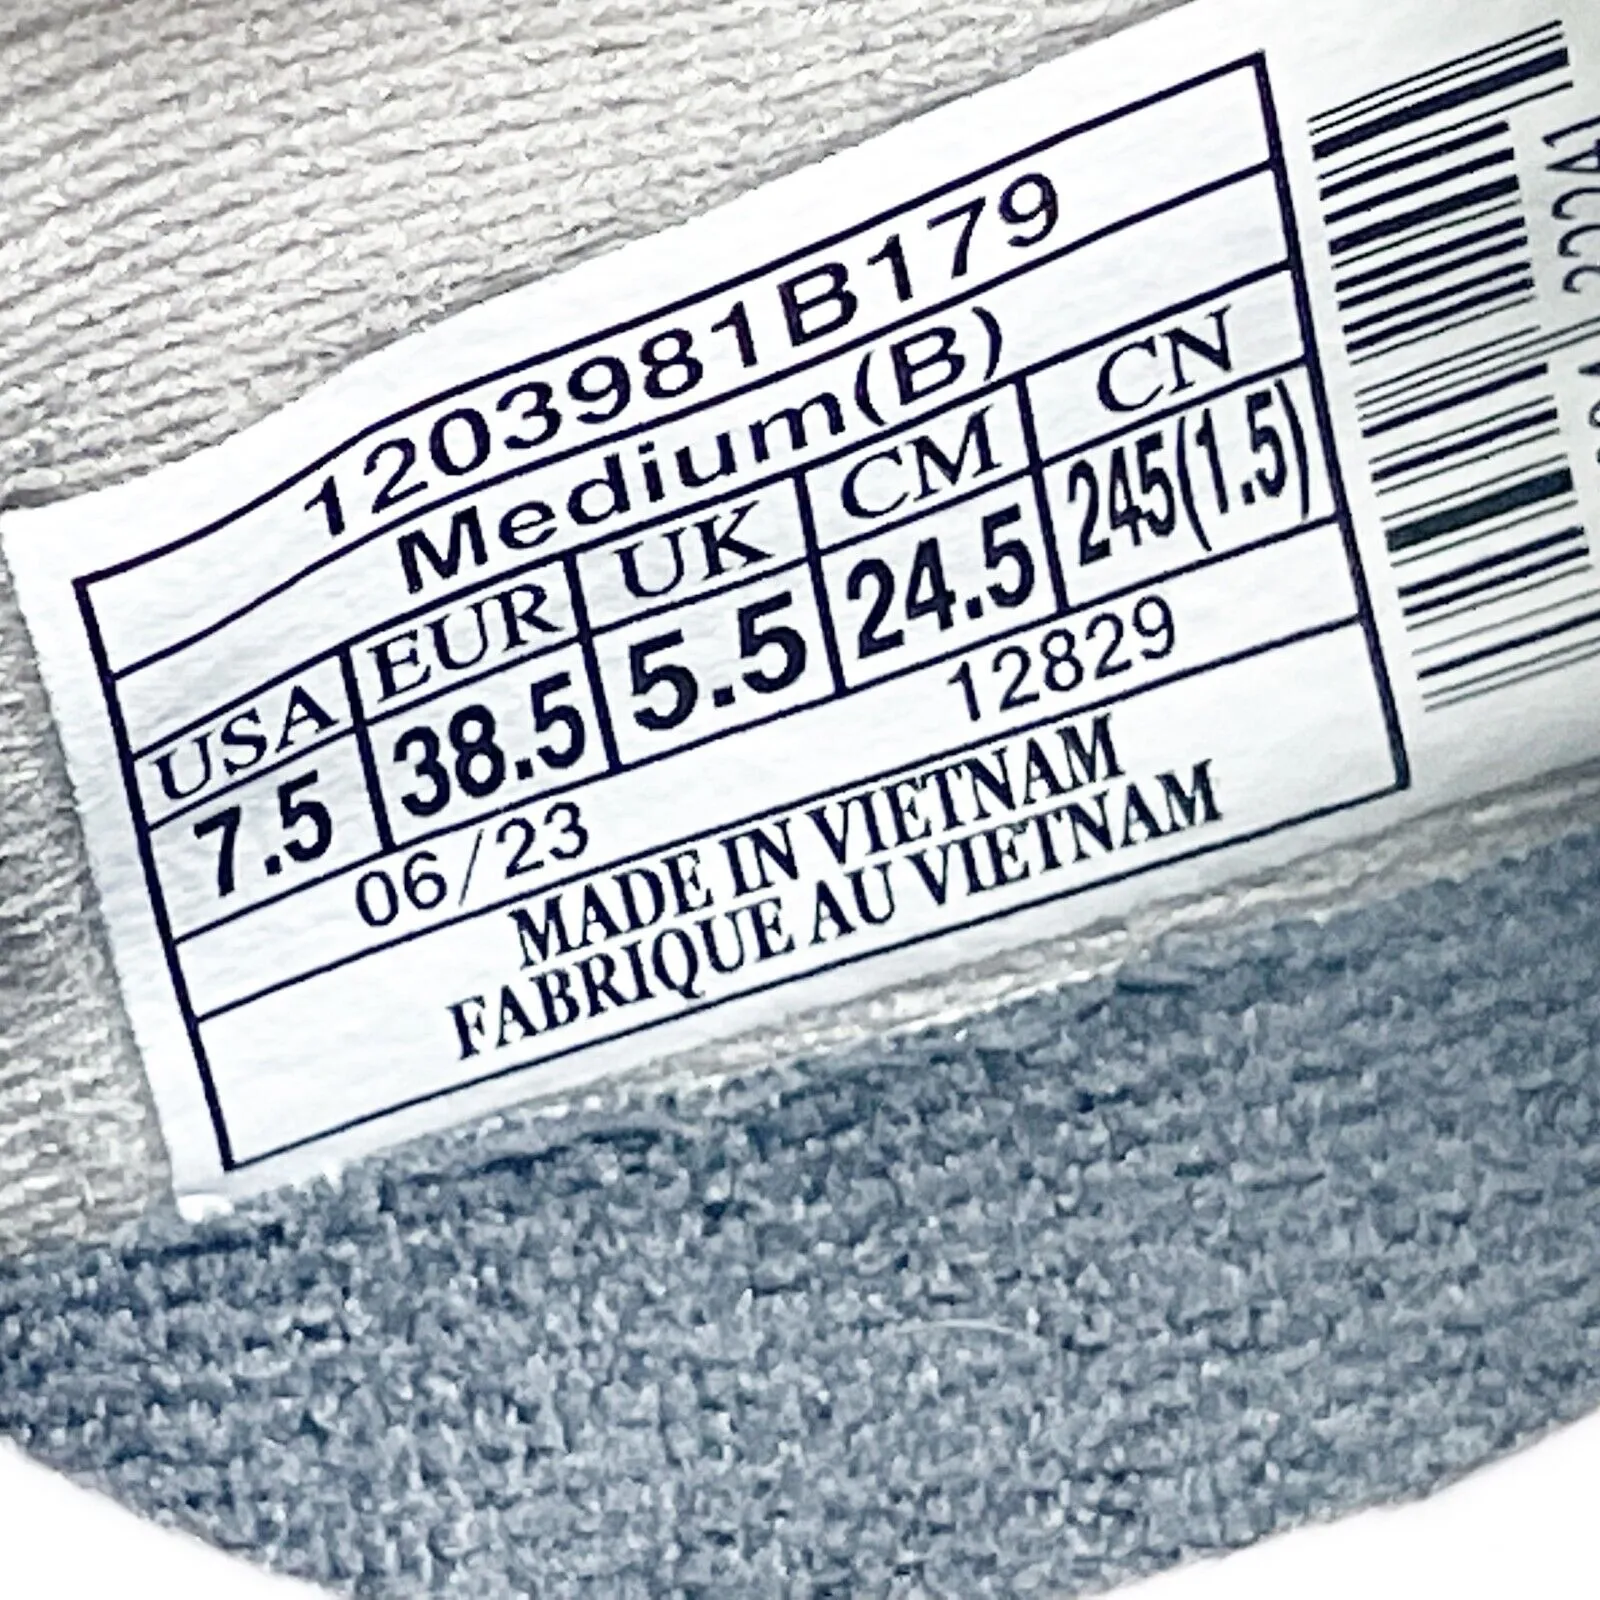 1203981B179
Medium(B)
USA EUR UK CM CN
7.5 38.5 5.5 24.5 245(1.5)
06/23 12829
MADE IN VIETNAM
FABRIQUE AU VIETNAM